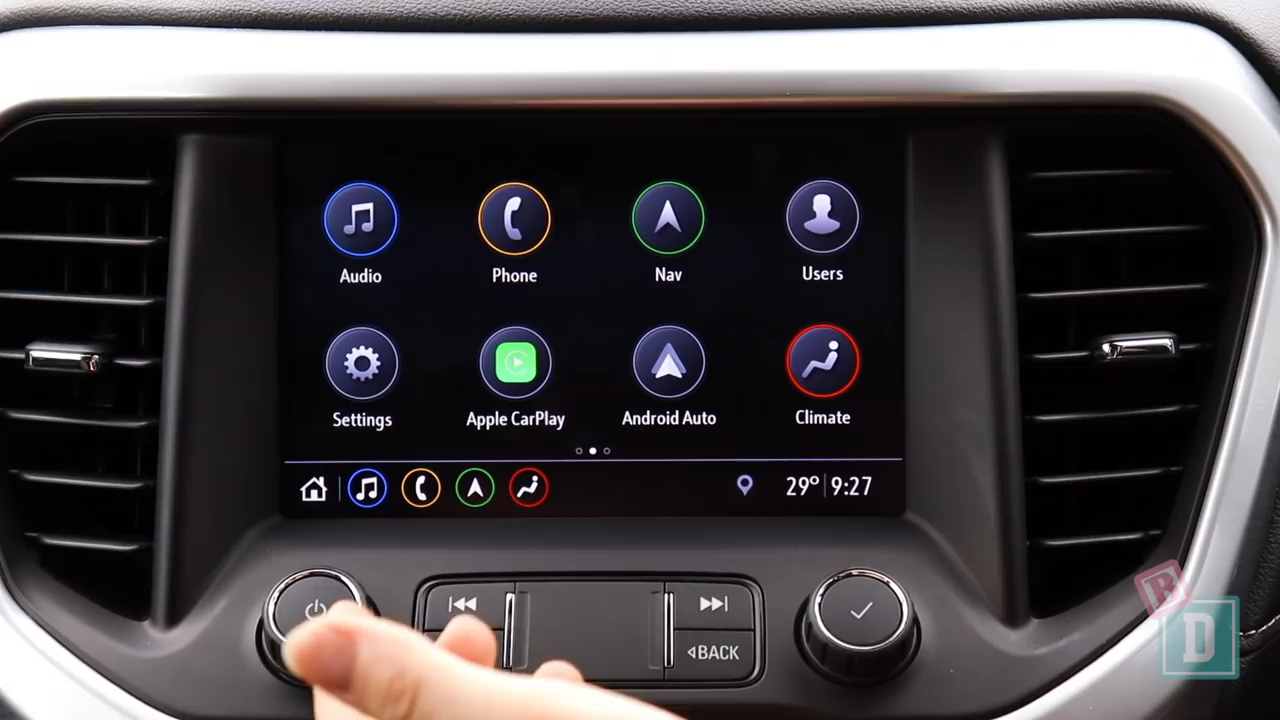 Audio Phone Nav Users
Settings Apple CarPlay Android Auto Climate
29° 9:27
BACK
B
D